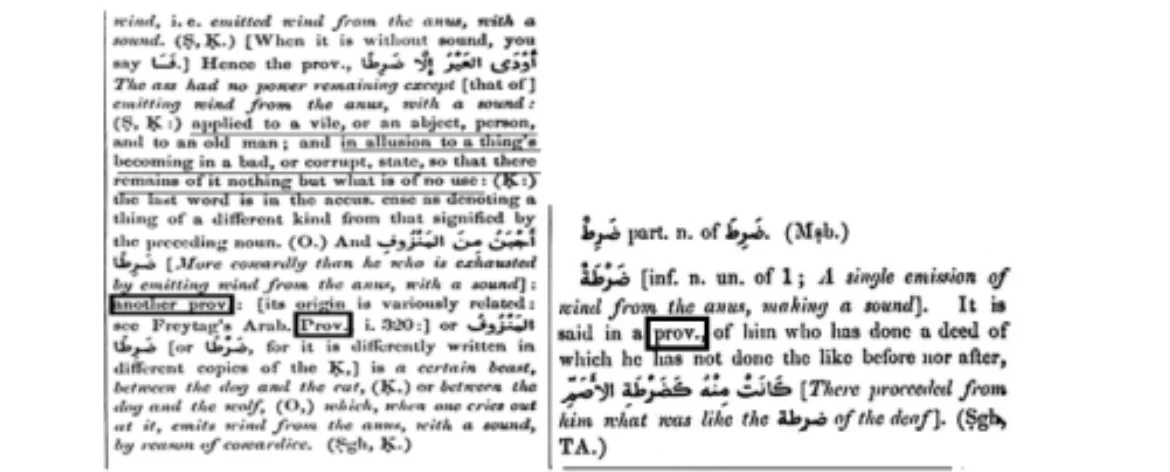 wind, i. e. emitted wind from the anus, with a
sound. (Ṣ, Ḳ.) [When it is without sound, you
say فَسَا.] Hence the prov., أَوْدَى العَيْرُ إِلَّا ضَرِطًا
The ass had no power remaining except [that of]
emitting wind from the anus, with a sound:
(Ṣ, Ḳ:) applied to a vile, or an abject, person,
and to an old man; and in allusion to a thing's
becoming in a bad, or corrupt, state, so that there
remains of it nothing but what is of no use: (Ḳ:)
the last word is in the accus. case as denoting a
thing of a different kind from that signified by
the preceding noun. (O.) And أَجْبَنُ مِنَ المَنْزُوفِ
ضَرِطًا [More cowardly than he who is exhausted
by emitting wind from the anus, with a sound]:
another prov.: [its origin is variously related:
see Freytag's Arab. Prov. i. 320:] or المَنْزُوفُ
ضَرِطًا [or ضَرْطًا, for it is differently written in
different copies of the Ḳ,] is a certain beast,
between the dog and the cat, (Ḳ,) or between the
dog and the wolf, (O,) which, when one cries out
at it, emits wind from the anus, with a sound,
by reason of cowardice. (Ṣgh, Ḳ.)
ضَرِطٌ part. n. of ضَرِطَ. (Mṣb.)
ضَرْطَةٌ [inf. n. un. of 1; A single emission of
wind from the anus, making a sound]. It is
said in a prov., of him who has done a deed of
which he has not done the like before nor after,
كَانَتْ مِنْهُ كَضَرْطَةِ الأَصَمِّ [There proceeded from
him what was like the ضرطة of the deaf]. (Ṣgh,
TA.)